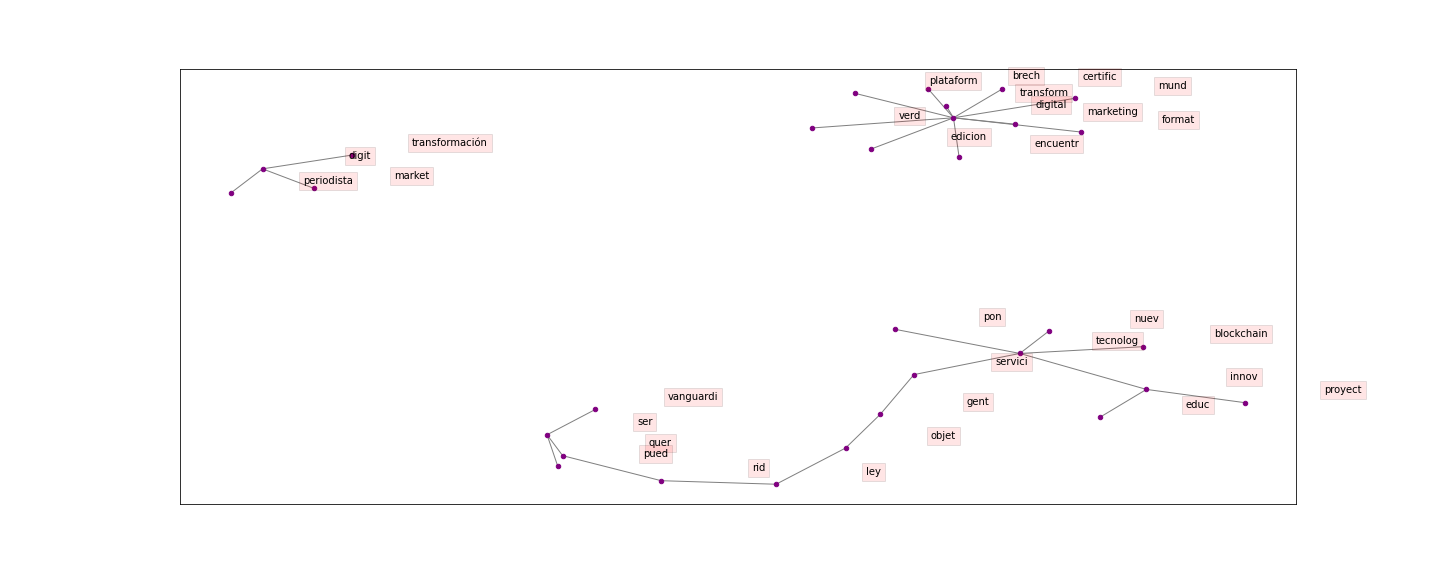 brech
certific
plataform
mund
transform
digital
marketing
verd
format
edicion
encuentr
transformación
digit
market
periodista
pon
nuev
blockchain
tecnolog
servici
innov
proyect
vanguardi
gent
educ
ser
objet
quer
pued
rid
ley